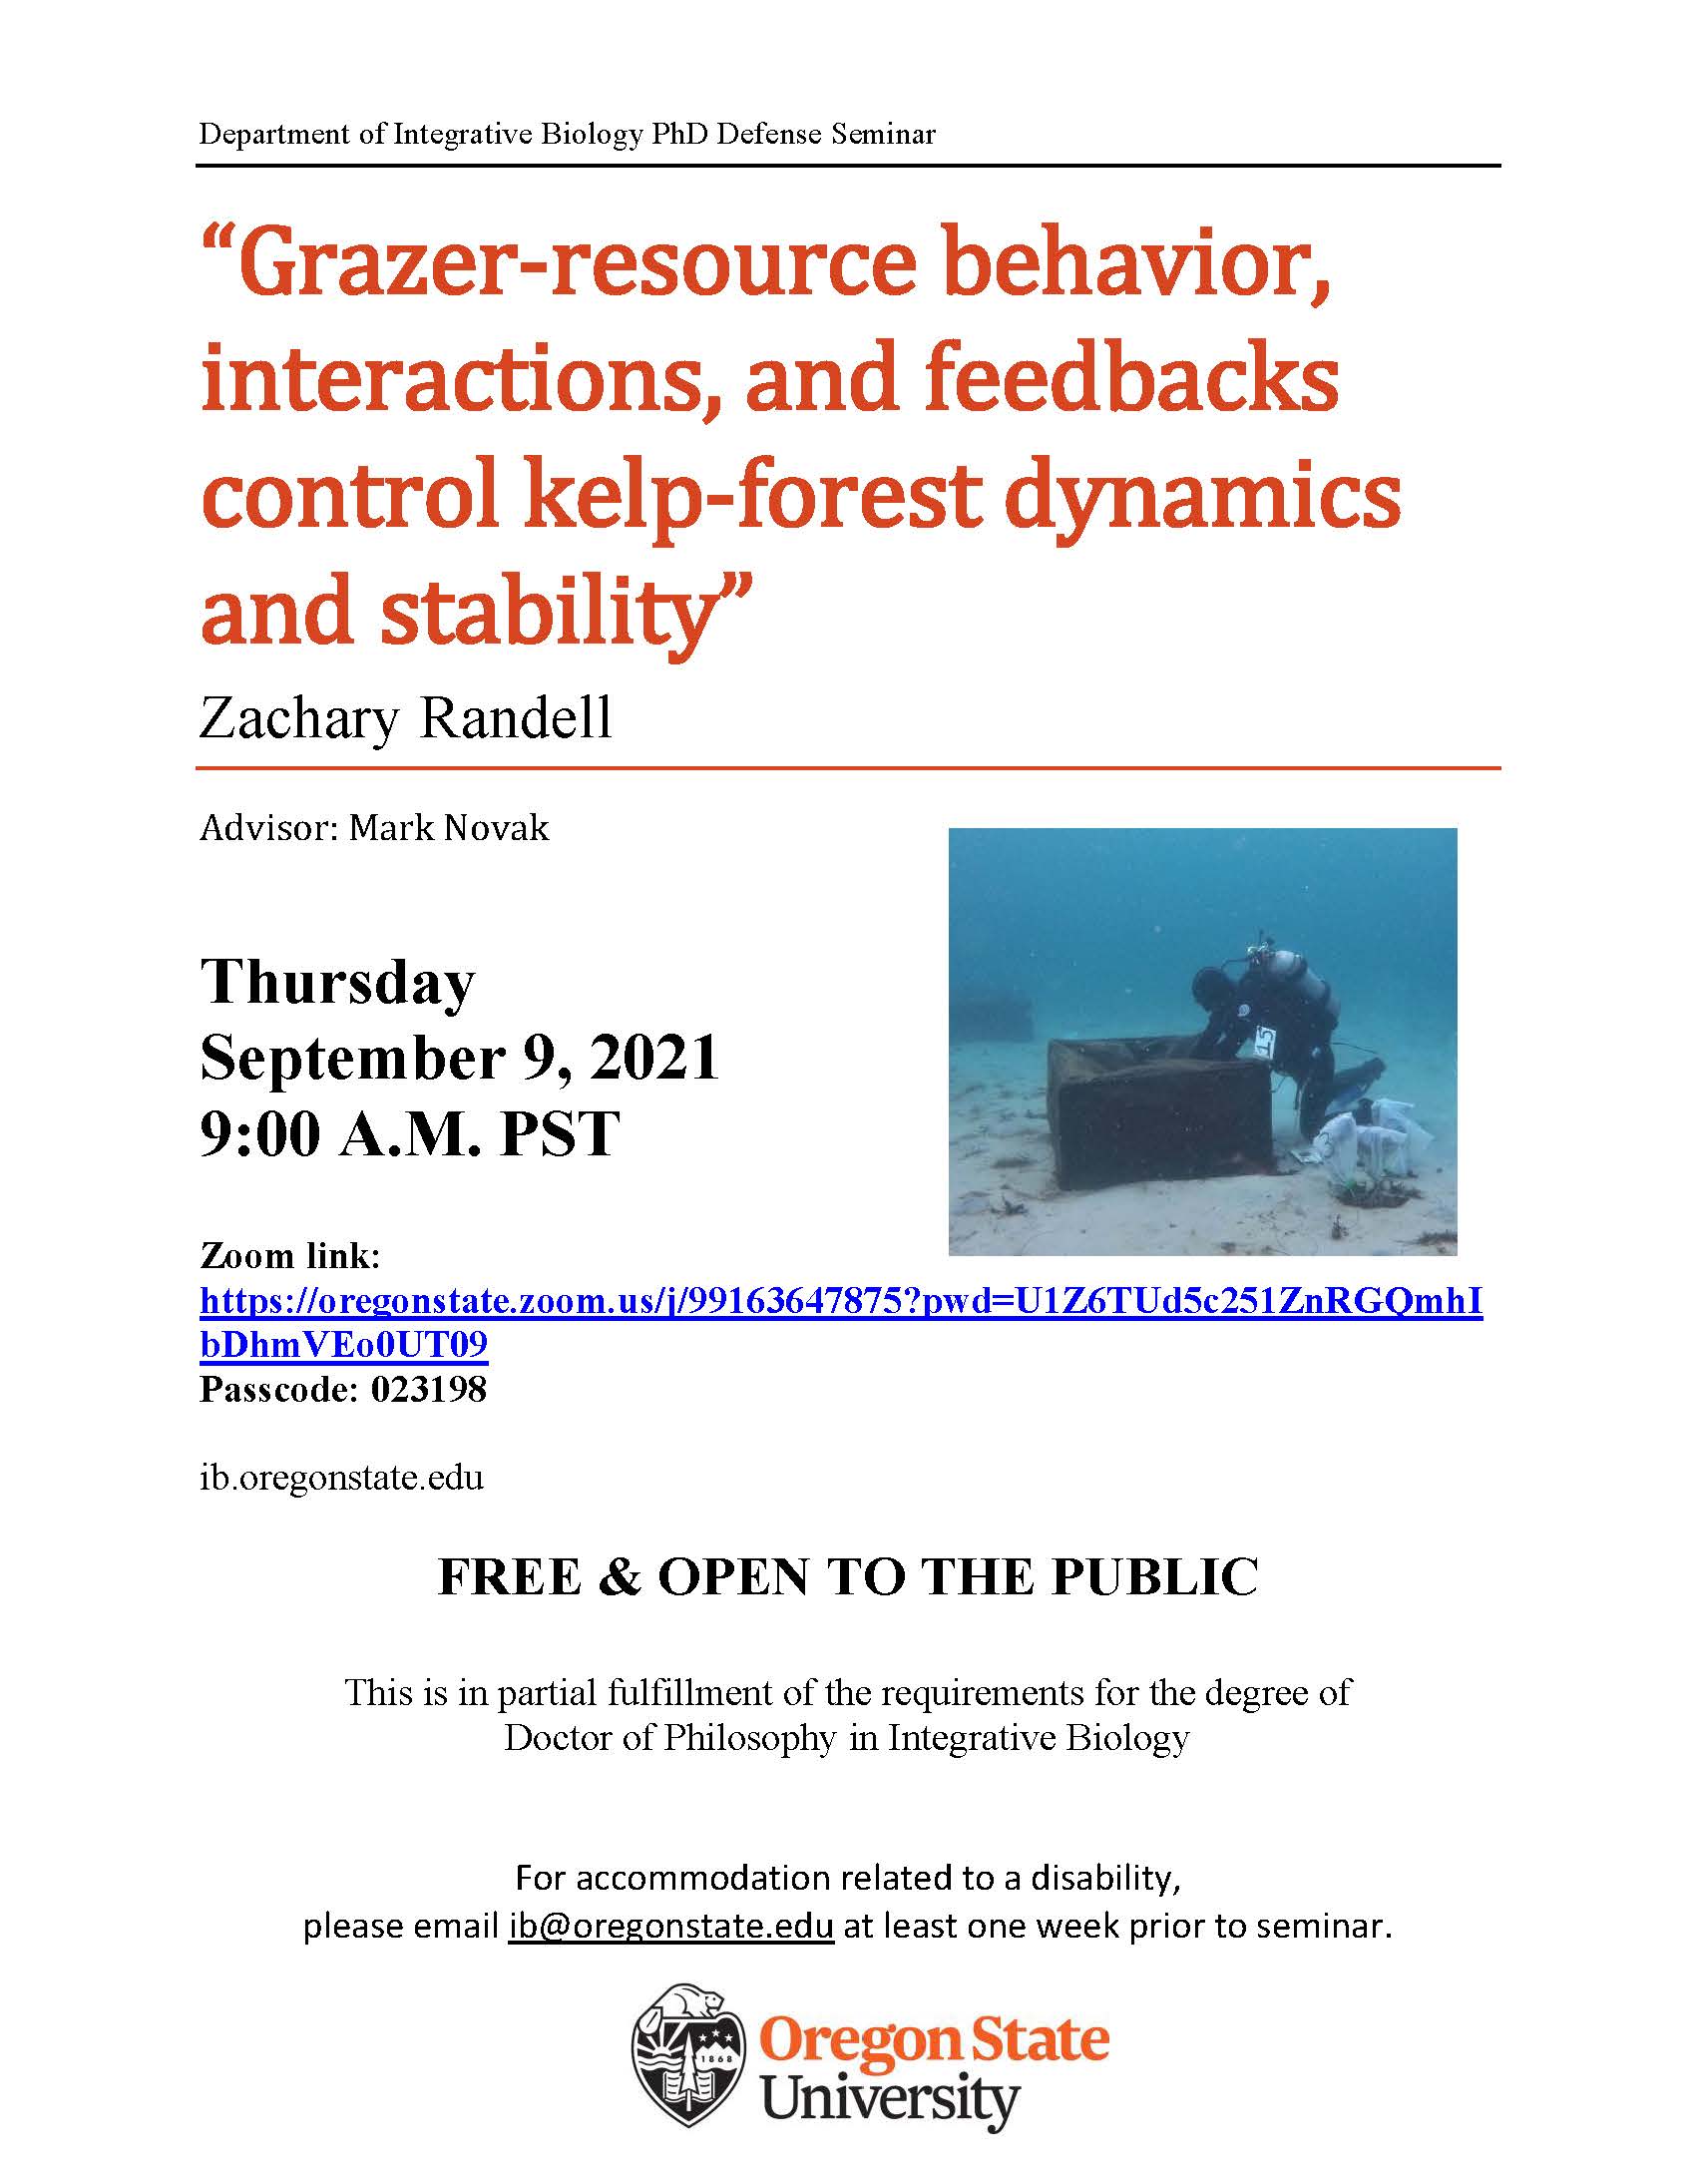 Department of Integrative Biology PhD Defense Seminar
“Grazer-resource behavior,
interactions, and feedbacks
control kelp-forest dynamics
and stability”
Zachary Randell
Advisor: Mark Novak
Thursday
September 9, 2021
9:00 A.M. PST
15
Zoom link:
https://oregonstate.zoom.us/j/99163647875?pwd=U1Z6TUd5c251ZnRGQmhI
bDhmVEo0UT09
Passcode: 023198
ib.oregonstate.edu
FREE & OPEN TO THE PUBLIC
This is in partial fulfillment of the requirements for the degree of
Doctor of Philosophy in Integrative Biology
For accommodation related to a disability,
please email ib@oregonstate.edu at least one week prior to seminar.
1868
Oregon State
University